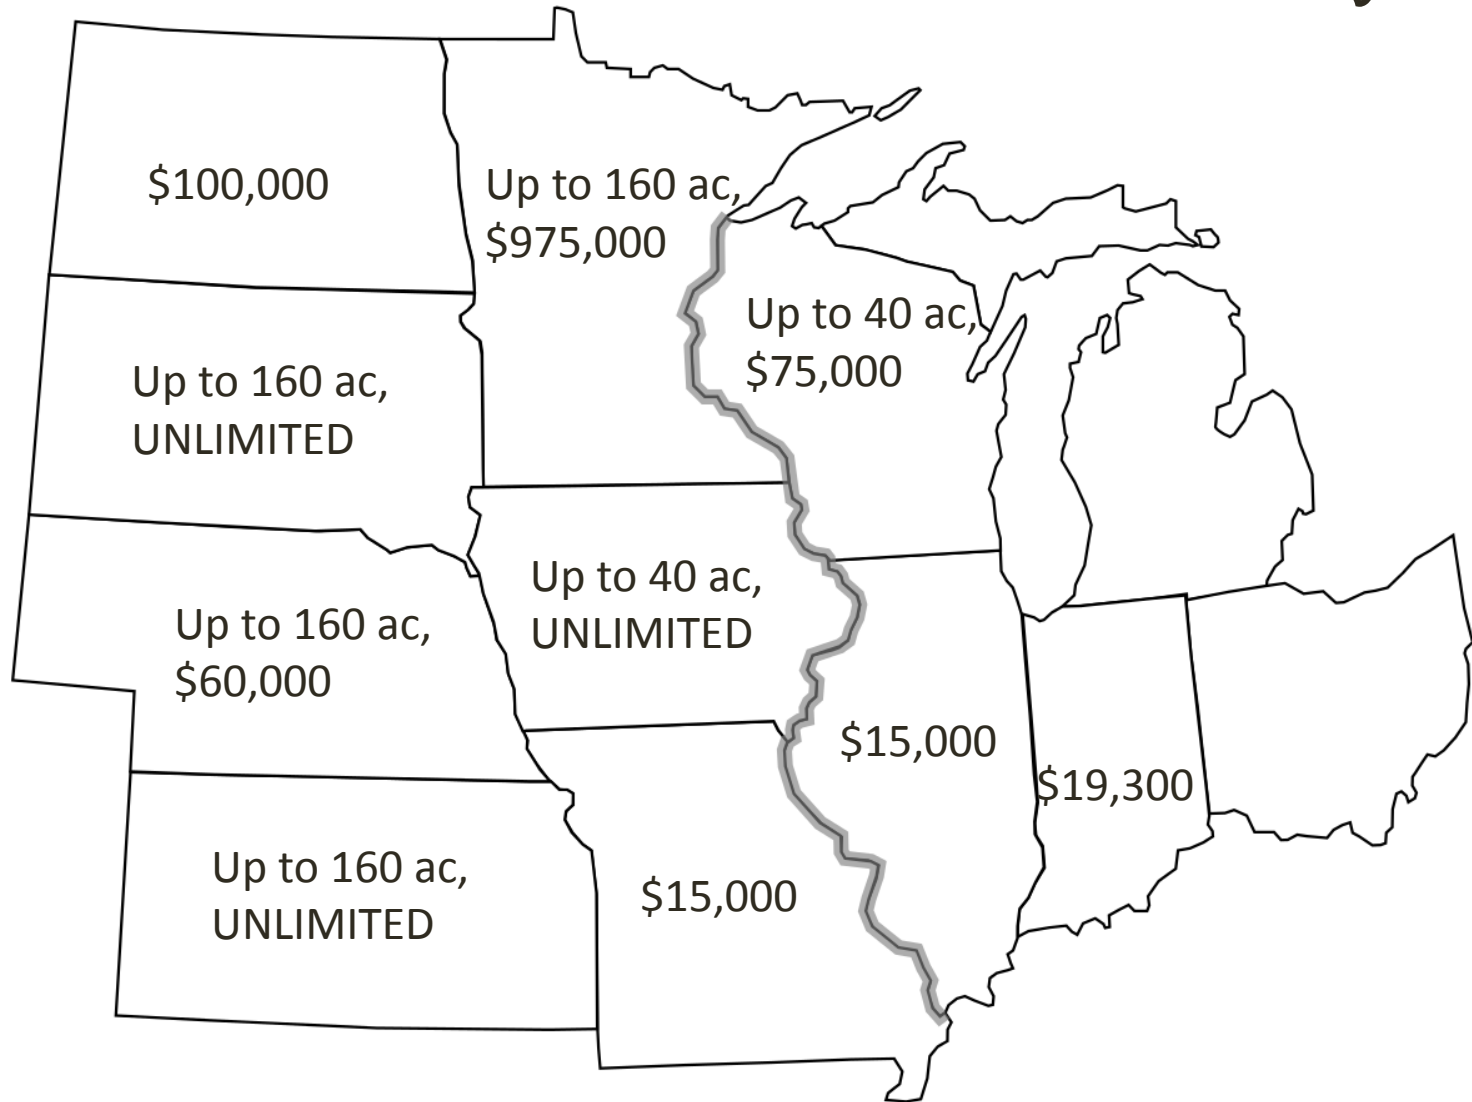 $100,000
Up to 160 ac,
$975,000
Up to 40 ac,
$75,000
Up to 160 ac,
UNLIMITED
Up to 40 ac,
UNLIMITED
Up to 160 ac,
$60,000
$15,000
$19,300
Up to 160 ac,
UNLIMITED
$15,000